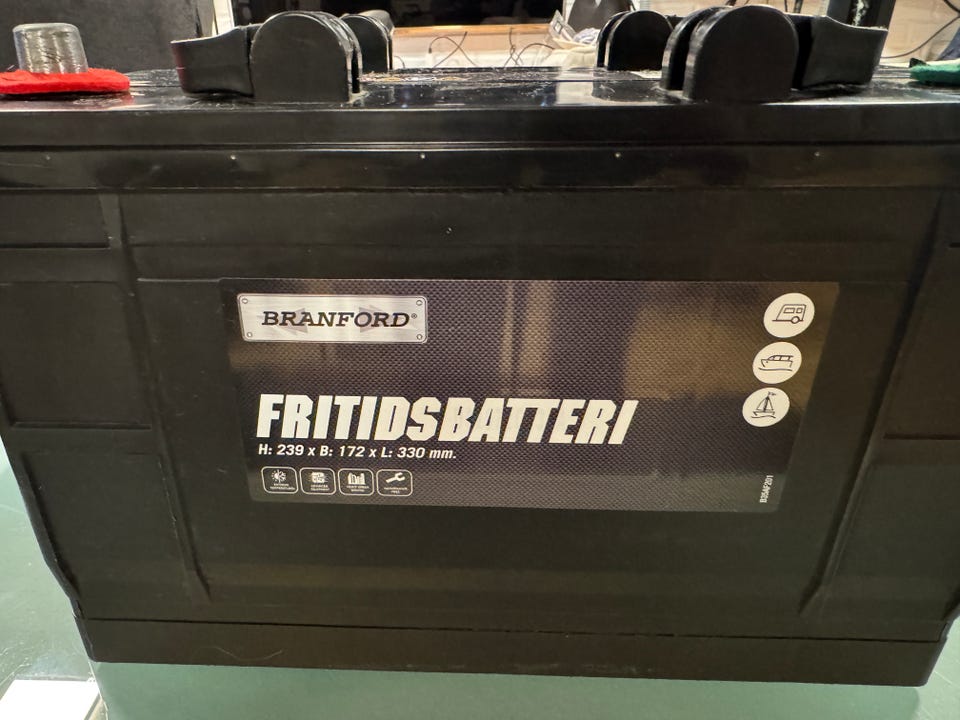 BRANFORD®
FRITIDSBATTERI
H: 239 x B: 172 x L: 330 mm.